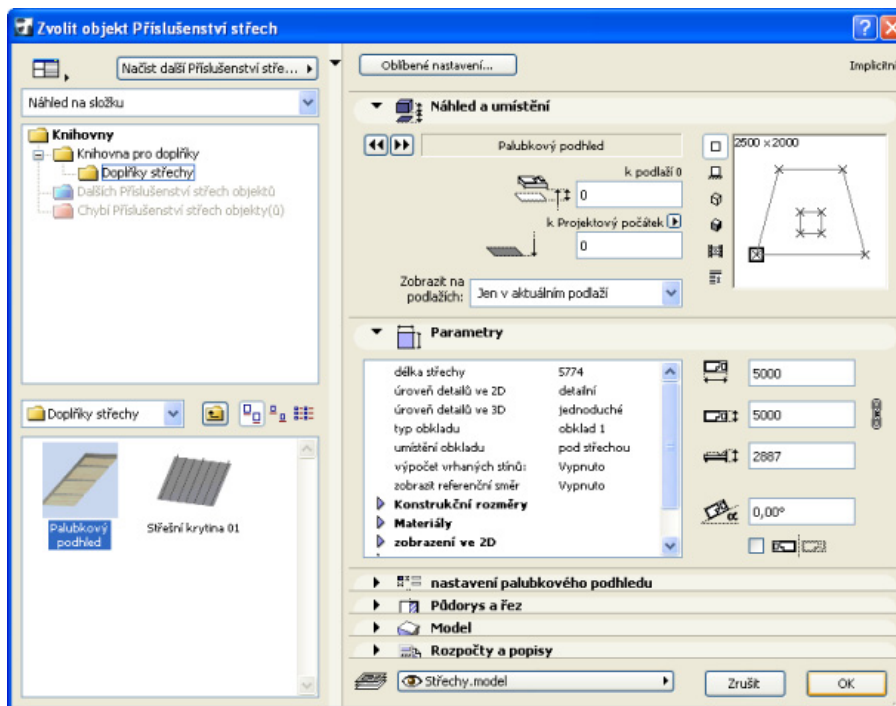 Zvolit objekt Příslušenství střech
Načíst další Příslušenství stře...
Náhled na složku
Knihovny
Knihovna pro doplňky
Doplňky střechy
Dalších Příslušenství střech objektů
Chybí Příslušenství střech objekty(ů)
Doplňky střechy
Palubkový
podhled
Střešní krytina 01
Oblíbené nastavení...
Implicitní
Náhled a umístění
Palubkový podhled
2500 x 2000
k podlaží 0
0
k Projektový počátek
0
Zobrazit na
podlažích:
Jen v aktuálním podlaží
Parametry
délka střechy 5774
úroveň detailů ve 2D detailní
úroveň detailů ve 3D jednoduché
typ obkladu obklad 1
umístění obkladu pod střechou
výpočet vrhaných stínů: Vypnuto
zobrazit referenční směr Vypnuto
Konstrukční rozměry
Materiály
zobrazení ve 2D
5000
5000
2887
α 0,00°
nastavení palubkového podhledu
Půdorys a řez
Model
Rozpočty a popisy
Střechy.model
Zrušit
OK